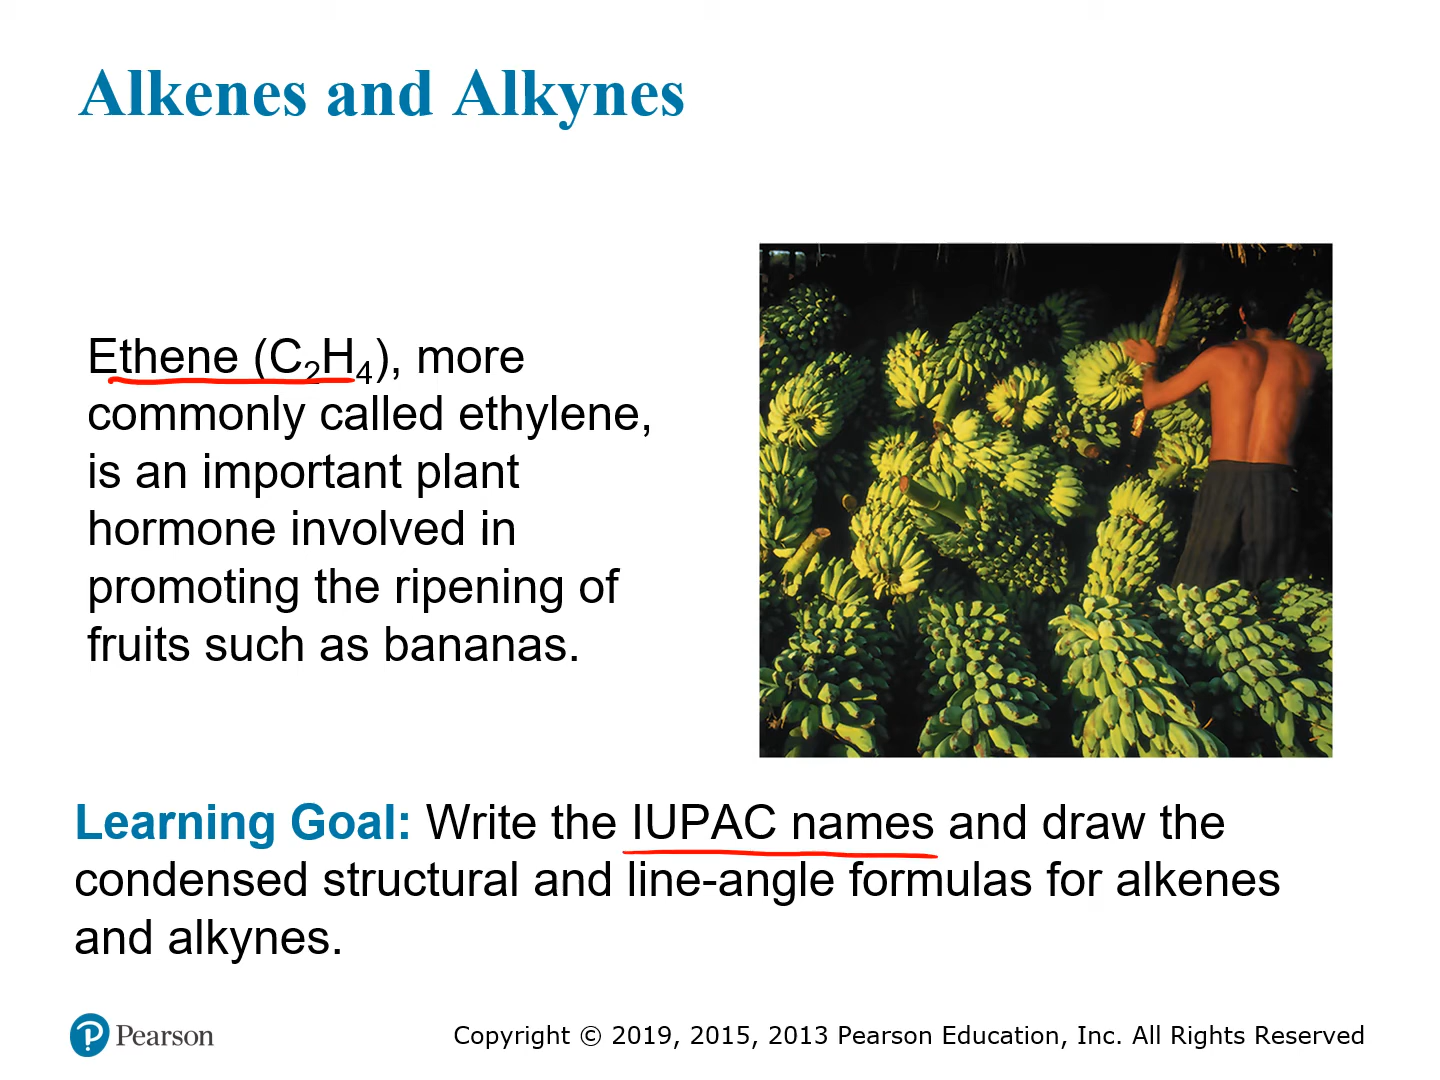 Alkenes and Alkynes
Ethene (C₂H₄), more
commonly called ethylene,
is an important plant
hormone involved in
promoting the ripening of
fruits such as bananas.
Learning Goal: Write the IUPAC names and draw the
condensed structural and line-angle formulas for alkenes
and alkynes.
Pearson
Copyright © 2019, 2015, 2013 Pearson Education, Inc. All Rights Reserved